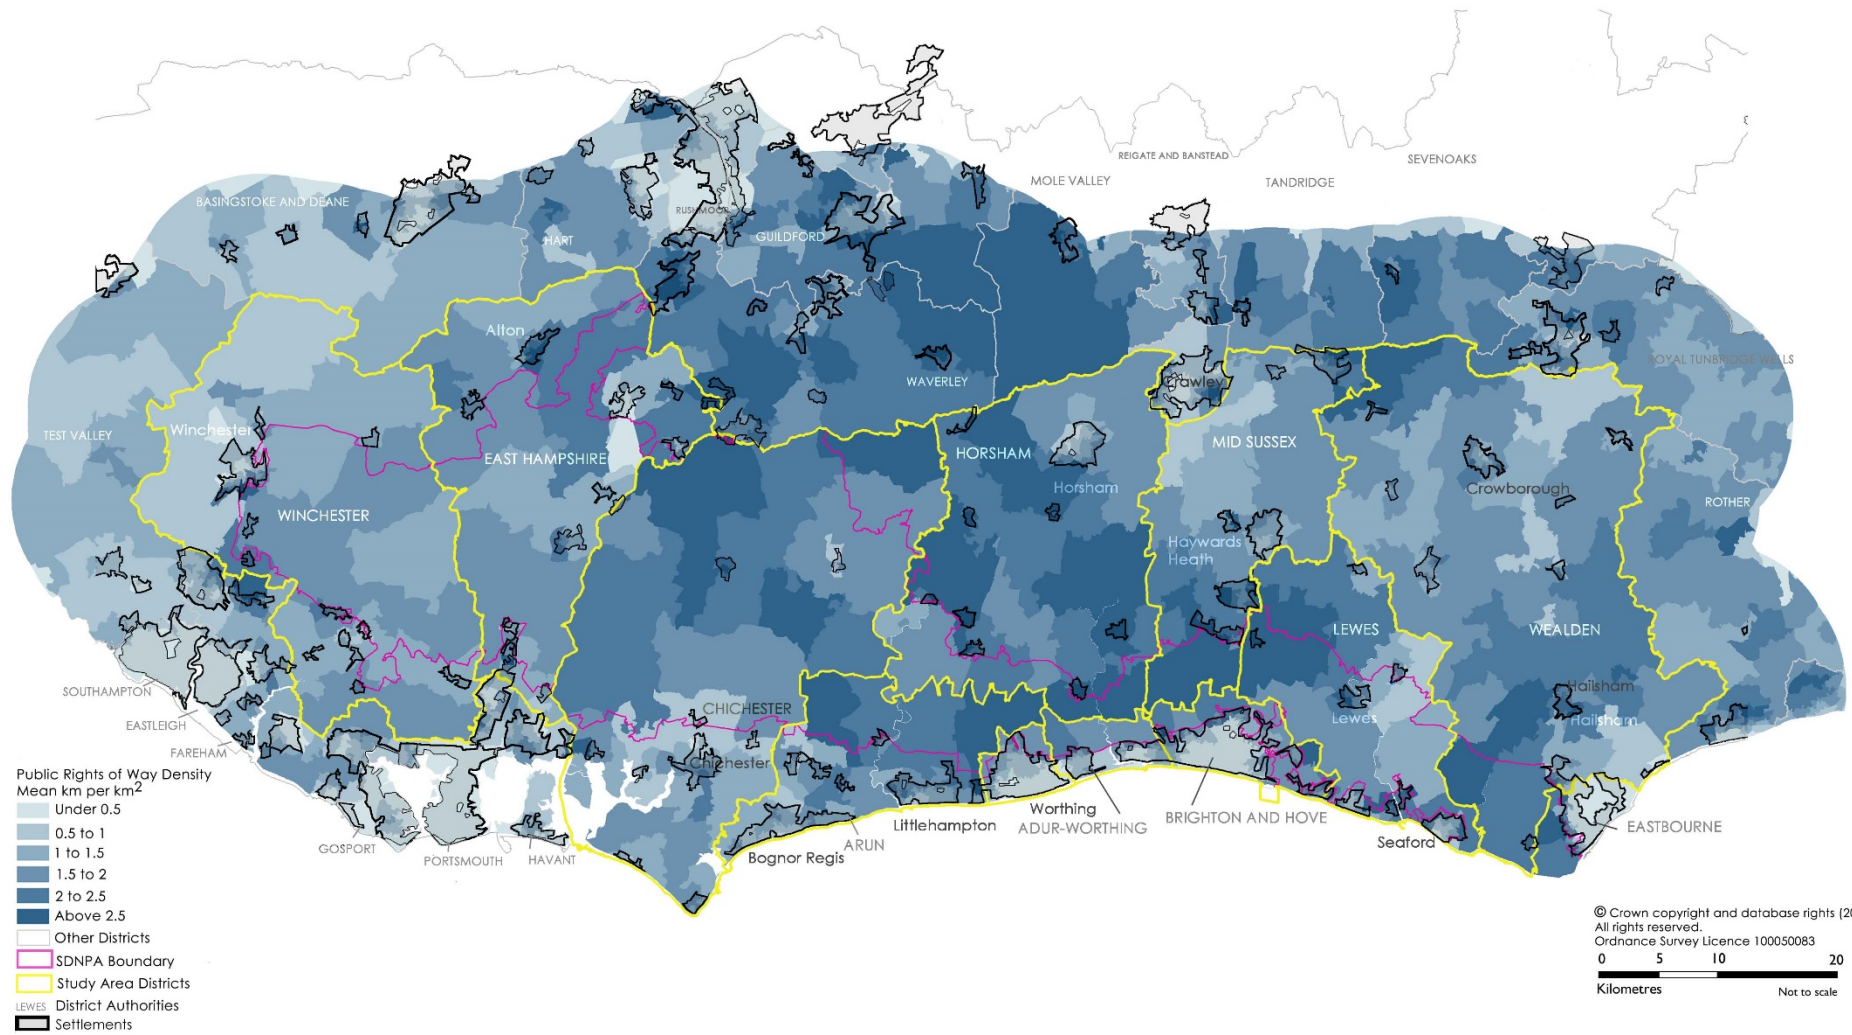 REIGATE AND BANSTEAD
SEVENOAKS
MOLE VALLEY
TANDRIDGE
BASINGSTOKE AND DEANE
RUSHMOOR
HART
GUILDFORD
Alton
ROYAL TUNBRIDGE WELLS
WAVERLEY
Crawley
Winchester
TEST VALLEY
EAST HAMPSHIRE
HORSHAM
MID SUSSEX
Horsham
Crowborough
ROTHER
WINCHESTER
Haywards
Heath
LEWES
WEALDEN
SOUTHAMPTON
EASTLEIGH
FAREHAM
CHICHESTER
Chichester
Lewes
Hailsham
Hailsham
GOSPORT
PORTSMOUTH
HAVANT
Bognor Regis
ARUN
Littlehampton
Worthing
ADUR-WORTHING
BRIGHTON AND HOVE
Seaford
EASTBOURNE
Public Rights of Way Density
Mean km per km²
Under 0.5
0.5 to 1
1 to 1.5
1.5 to 2
2 to 2.5
Above 2.5
Other Districts
SDNPA Boundary
Study Area Districts
LEWES District Authorities
Settlements
© Crown copyright and database rights (20
All rights reserved.
Ordnance Survey Licence 100050083
0 5 10 20
Kilometres Not to scale